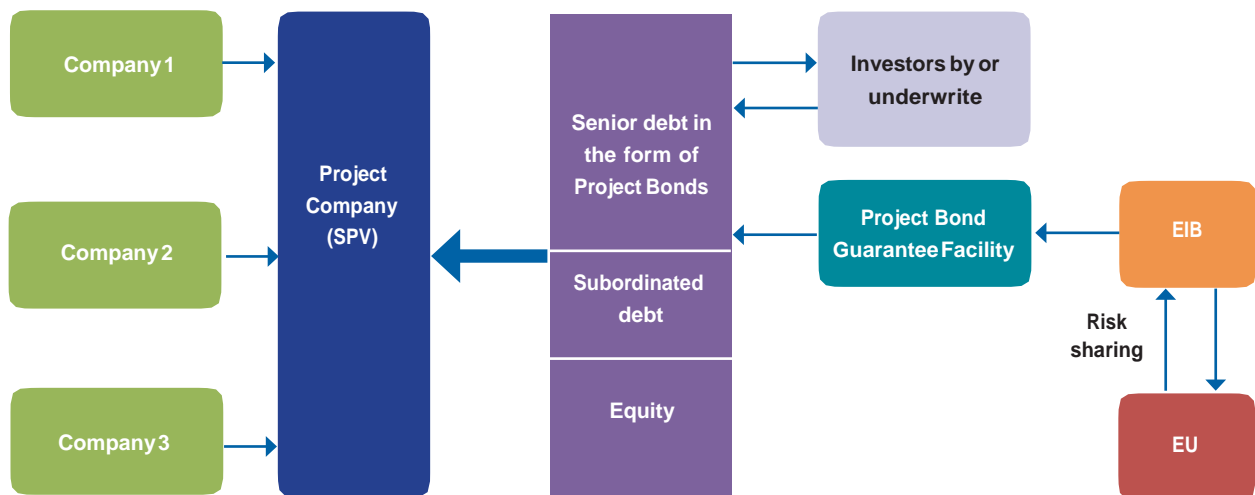 Company 1
Company 2
Company 3
Project
Company
(SPV)
Senior debt in
the form of
Project Bonds
Subordinated
debt
Equity
Investors by or
underwrite
Project Bond
Guarantee Facility
EIB
Risk
sharing
EU